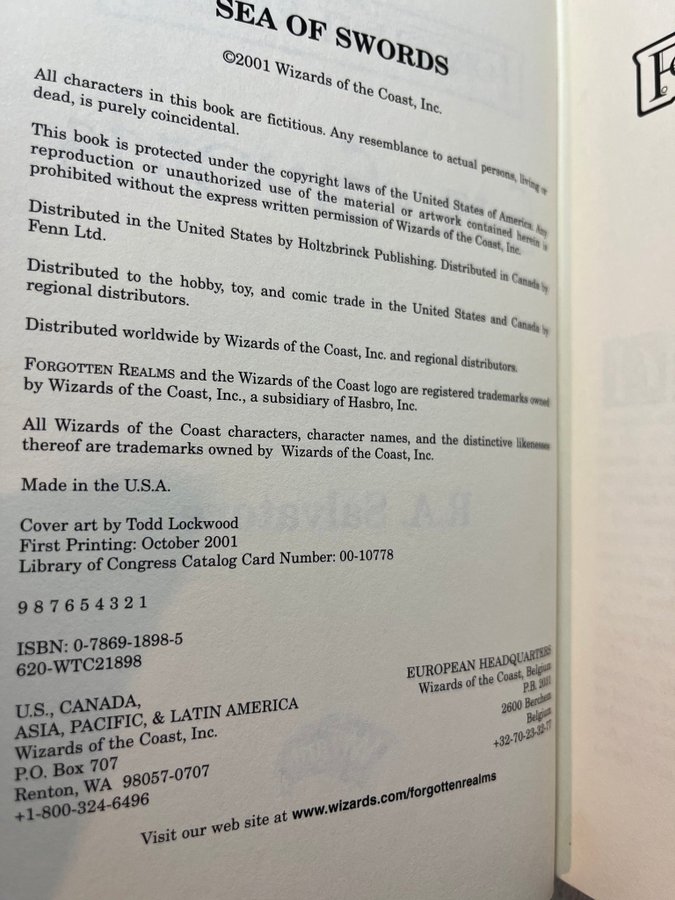 SEA OF SWORDS
©2001 Wizards of the Coast, Inc.
All characters in this book are fictitious. Any resemblance to actual persons, living or
dead, is purely coincidental.
This book is protected under the copyright laws of the United States of America. Any
reproduction or unauthorized use of the material or artwork contained herein is
prohibited without the express written permission of Wizards of the Coast, Inc.
Distributed in the United States by Holtzbrinck Publishing. Distributed in Canada by
Fenn Ltd.
Distributed to the hobby, toy, and comic trade in the United States and Canada by
regional distributors.
Distributed worldwide by Wizards of the Coast, Inc. and regional distributors.
FORGOTTEN REALMS and the Wizards of the Coast logo are registered trademarks owned
by Wizards of the Coast, Inc., a subsidiary of Hasbro, Inc.
All Wizards of the Coast characters, character names, and the distinctive likenesses
thereof are trademarks owned by Wizards of the Coast, Inc.
Made in the U.S.A.
Cover art by Todd Lockwood
First Printing: October 2001
Library of Congress Catalog Card Number: 00-10778
9 8 7 6 5 4 3 2 1
ISBN: 0-7869-1898-5
620-WTC21898
U.S., CANADA,
ASIA, PACIFIC, & LATIN AMERICA
Wizards of the Coast, Inc.
P.O. Box 707
Renton, WA 98057-0707
+1-800-324-6496
EUROPEAN HEADQUARTERS
Wizards of the Coast, Belgium
P.B. 2031
2600 Berchem
Belgium
+32-70-23-32-77
Visit our web site at www.wizards.com/forgottenrealms